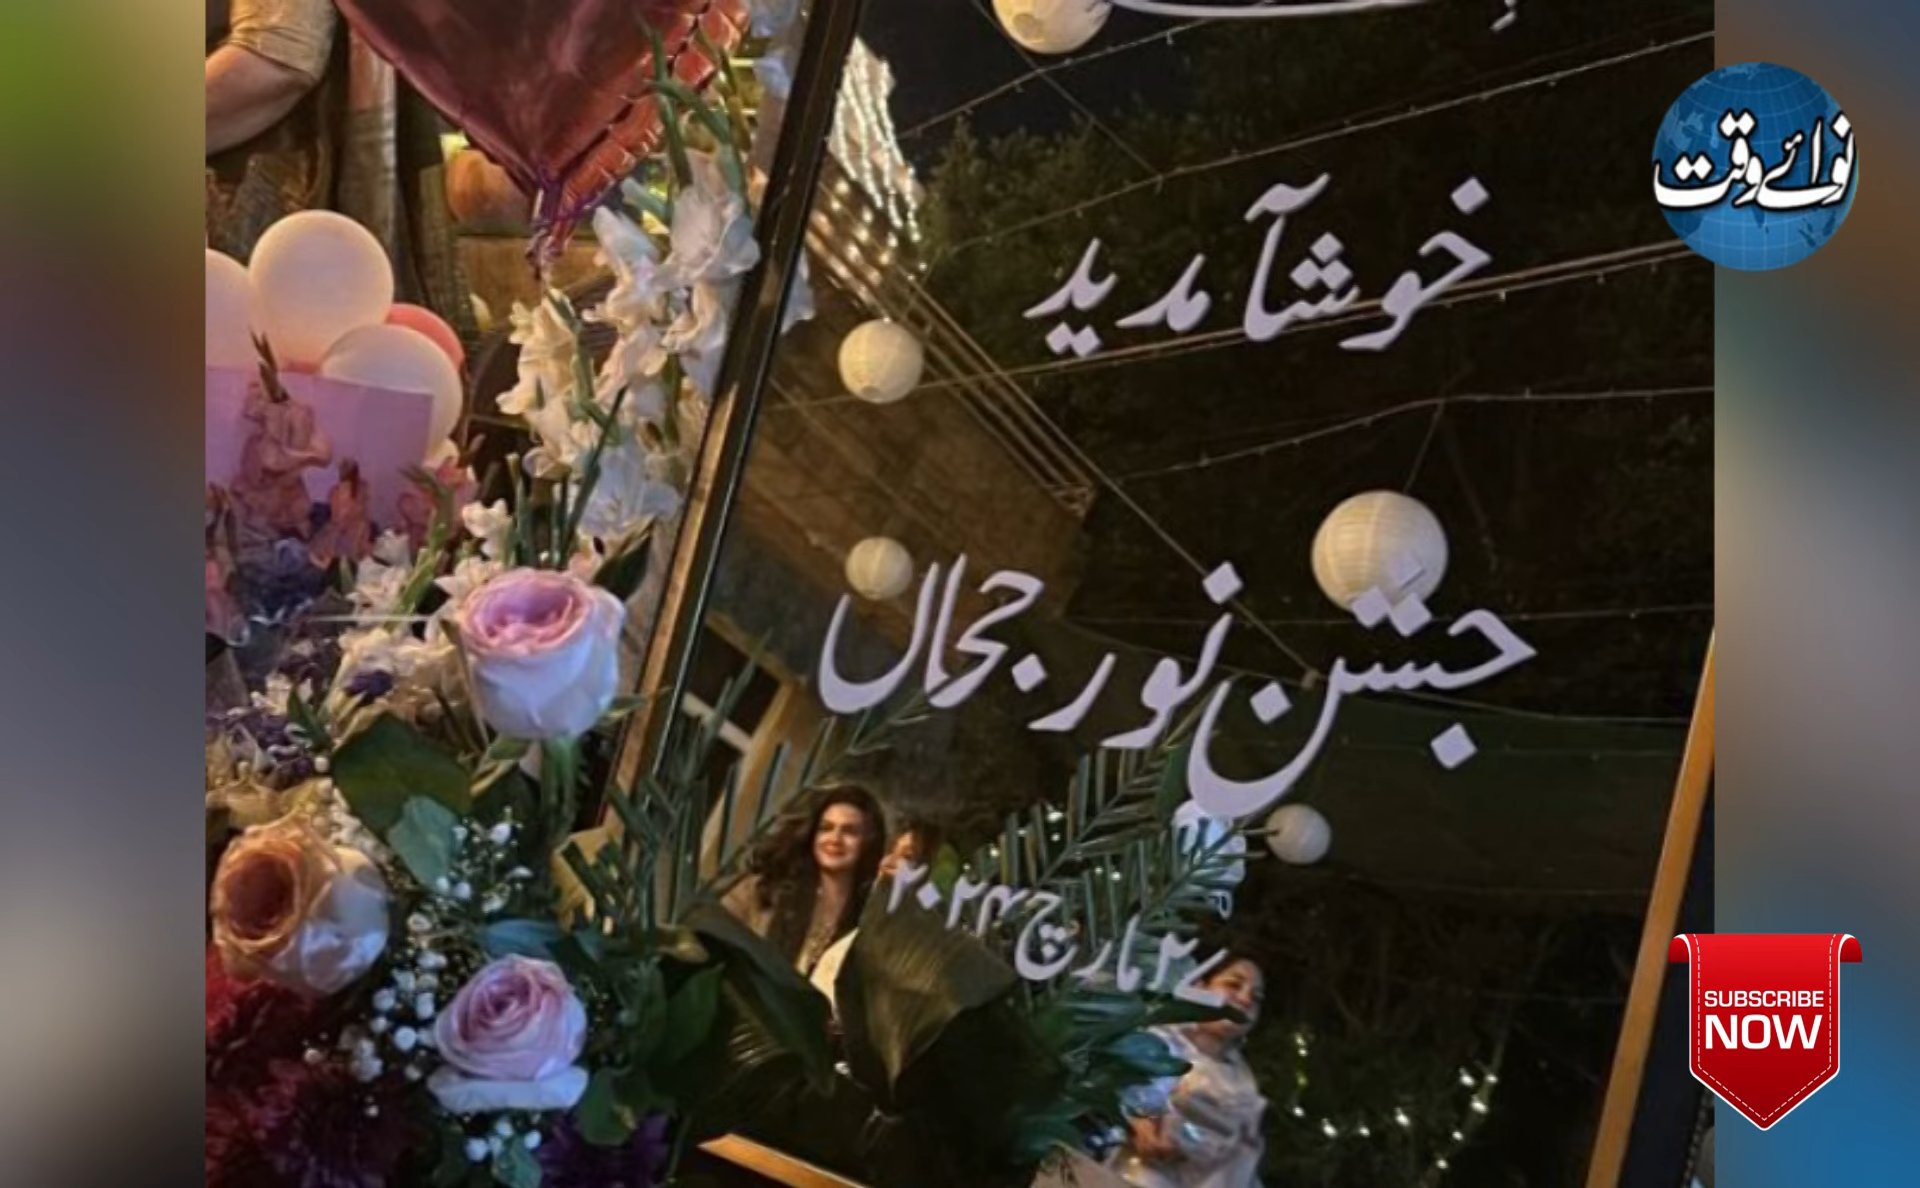 نوائے وقت
خوش آمدید
جشن نور جہاں
۲۷ مارچ ۲۰۲۴
SUBSCRIBE
NOW